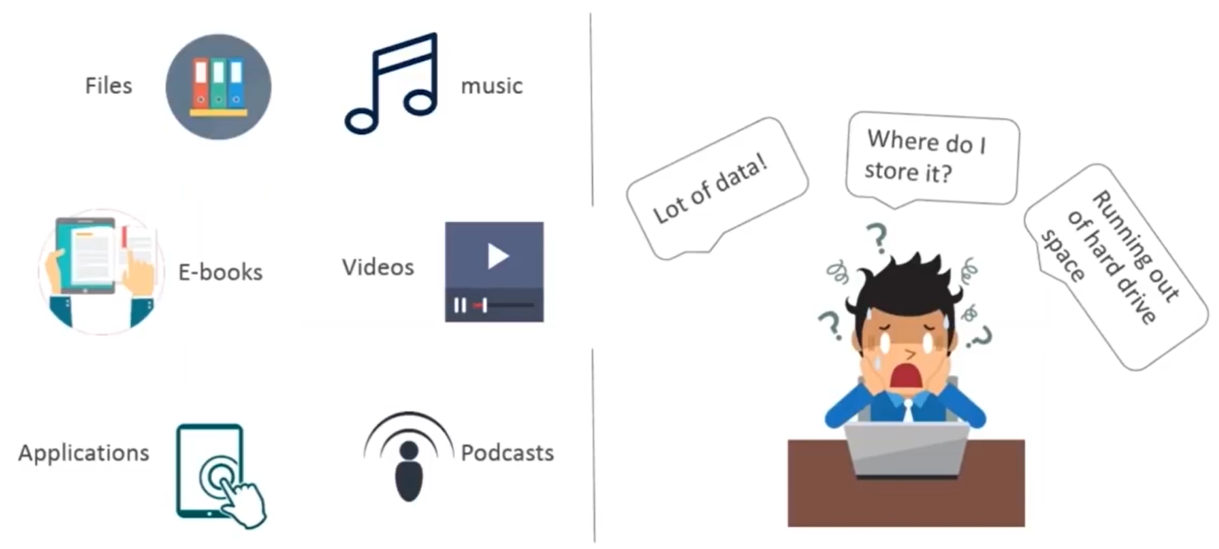 Files
music
E-books
Videos
Applications
Podcasts
Lot of data!
Where do I
store it?
Running out
of hard drive
space